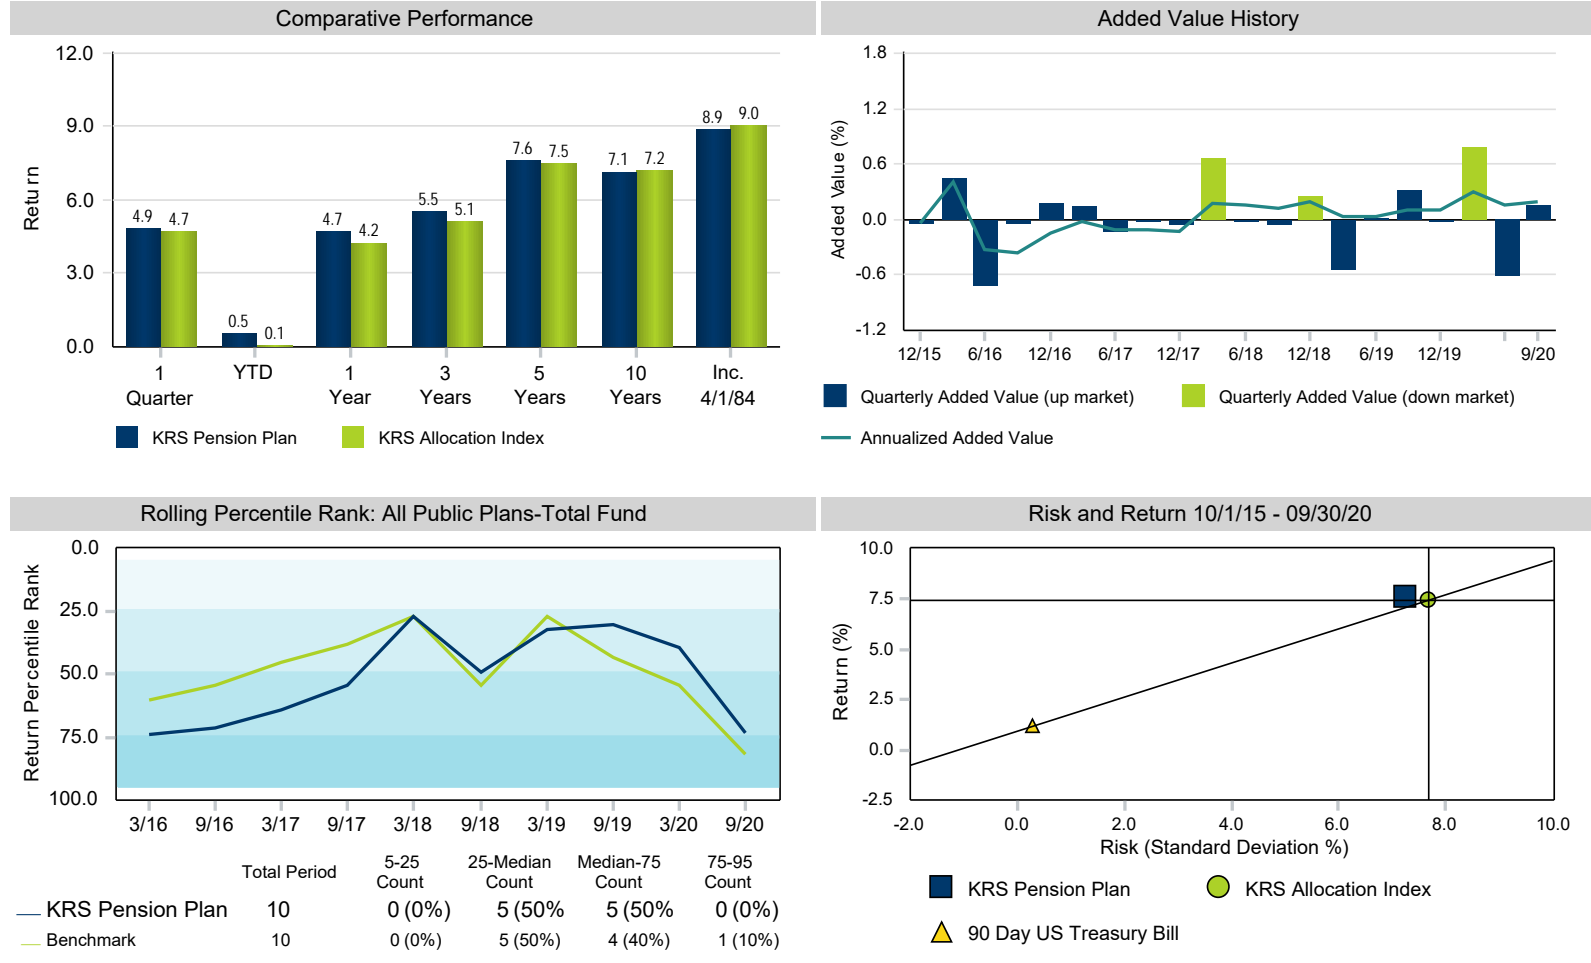 Comparative Performance
12.0
9.0
6.0
3.0
0.0
Return
4.9
4.7
0.5
0.1
4.7
4.2
5.5
5.1
7.6
7.5
7.1
7.2
8.9
9.0
1
Quarter
YTD
1
Year
3
Years
5
Years
10
Years
Inc.
4/1/84
KRS Pension Plan
KRS Allocation Index
Added Value History
1.8
1.2
0.6
0.0
-0.6
-1.2
Added Value (%)
12/15
6/16
12/16
6/17
12/17
6/18
12/18
6/19
12/19
9/20
Quarterly Added Value (up market)
Quarterly Added Value (down market)
Annualized Added Value
Rolling Percentile Rank: All Public Plans-Total Fund
0.0
25.0
50.0
75.0
100.0
Return Percentile Rank
3/16
9/16
3/17
9/17
3/18
9/18
3/19
9/19
3/20
9/20
Total Period
5-25
Count
25-Median
Count
Median-75
Count
75-95
Count
KRS Pension Plan 10 0 (0%) 5 (50% 5 (50% 0 (0%)
Benchmark 10 0 (0%) 5 (50%) 4 (40%) 1 (10%)
Risk and Return 10/1/15 - 09/30/20
10.0
7.5
5.0
2.5
0.0
-2.5
Return (%)
-2.0
0.0
2.0
4.0
6.0
8.0
10.0
Risk (Standard Deviation %)
KRS Pension Plan
KRS Allocation Index
90 Day US Treasury Bill